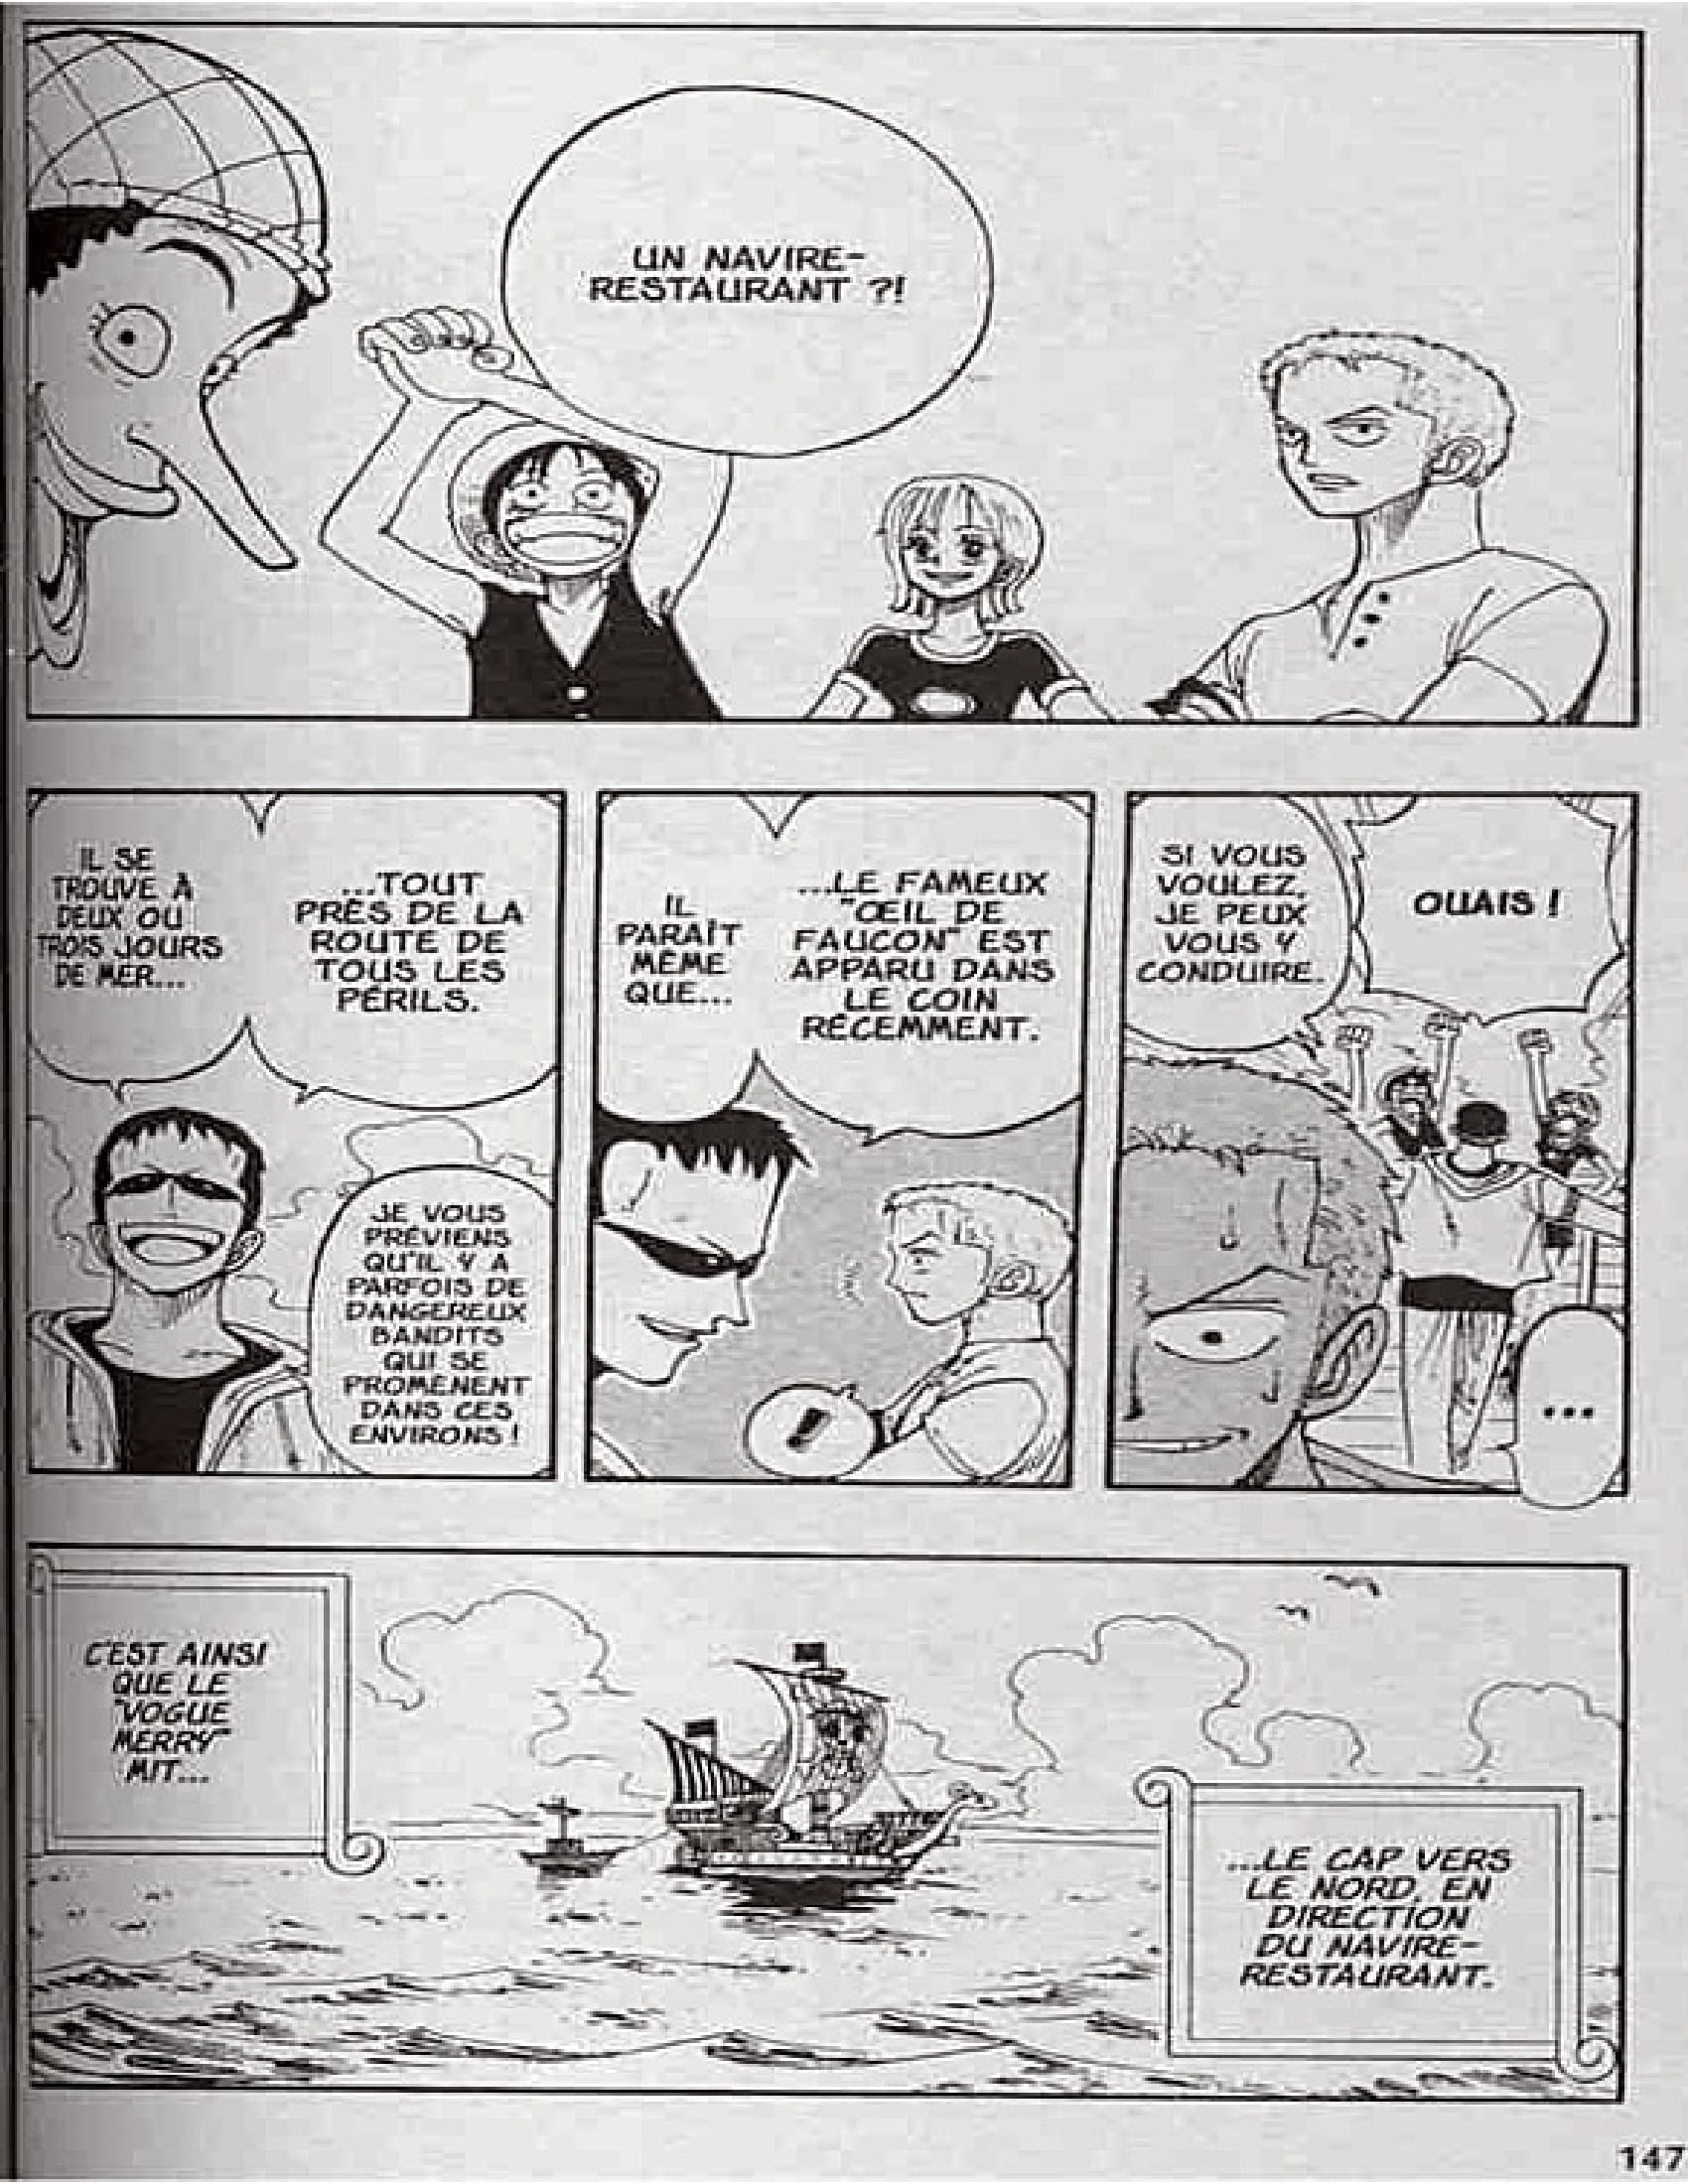 UN NAVIRE-
RESTAURANT ?!
IL SE
TROUVE À
DEUX OU
TROIS JOURS
DE MER...
...TOUT
PRÈS DE LA
ROUTE DE
TOUS LES
PÉRILS.
JE VOUS
PRÉVIENS
QU'IL Y A
PARFOIS DE
DANGEREUX
BANDITS
QUI SE
PROMÈNENT
DANS CES
ENVIRONS !
IL
PARAÎT
MÊME
QUE...
...LE FAMEUX
"ŒIL DE
FAUCON" EST
APPARU DANS
LE COIN
RÉCEMMENT.
!
SI VOUS
VOULEZ,
JE PEUX
VOUS Y
CONDUIRE.
OUAIS !
...
C'EST AINSI
QUE LE
"VOGUE
MERRY"
MIT...
...LE CAP VERS
LE NORD, EN
DIRECTION
DU NAVIRE-
RESTAURANT.
147